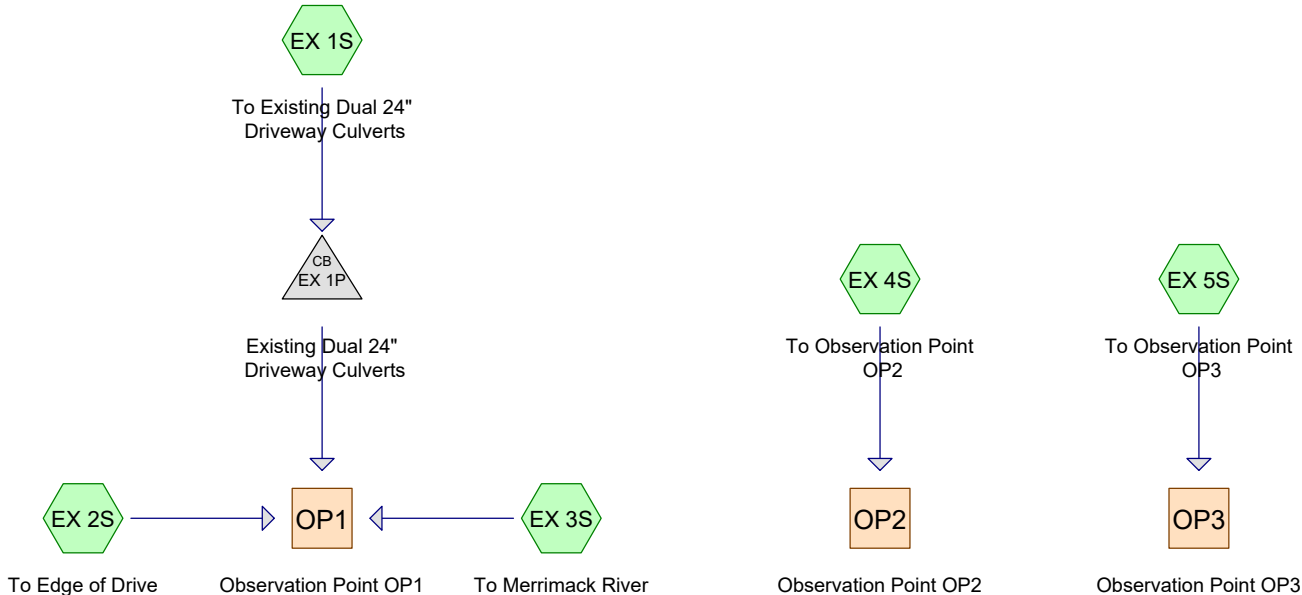 EX 1S
To Existing Dual 24"
Driveway Culverts
CB
EX 1P
Existing Dual 24"
Driveway Culverts
EX 4S
To Observation Point
OP2
EX 5S
To Observation Point
OP3
EX 2S
To Edge of Drive
OP1
Observation Point OP1
EX 3S
To Merrimack River
OP2
Observation Point OP2
OP3
Observation Point OP3